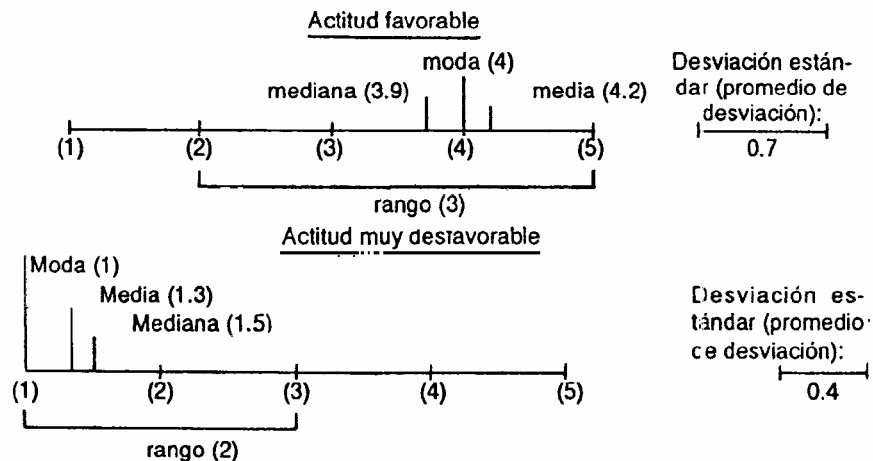 Actitud favorable
moda (4)
mediana (3.9)
media (4.2)
Desviación están-
dar (promedio de
desviación):
0.7
(1) (2) (3) (4) (5)
rango (3)
Actitud muy desfavorable
Moda (1)
Media (1.3)
Mediana (1.5)
Desviación es-
tándar (promedio
de desviación):
0.4
(1) (2) (3) (4) (5)
rango (2)